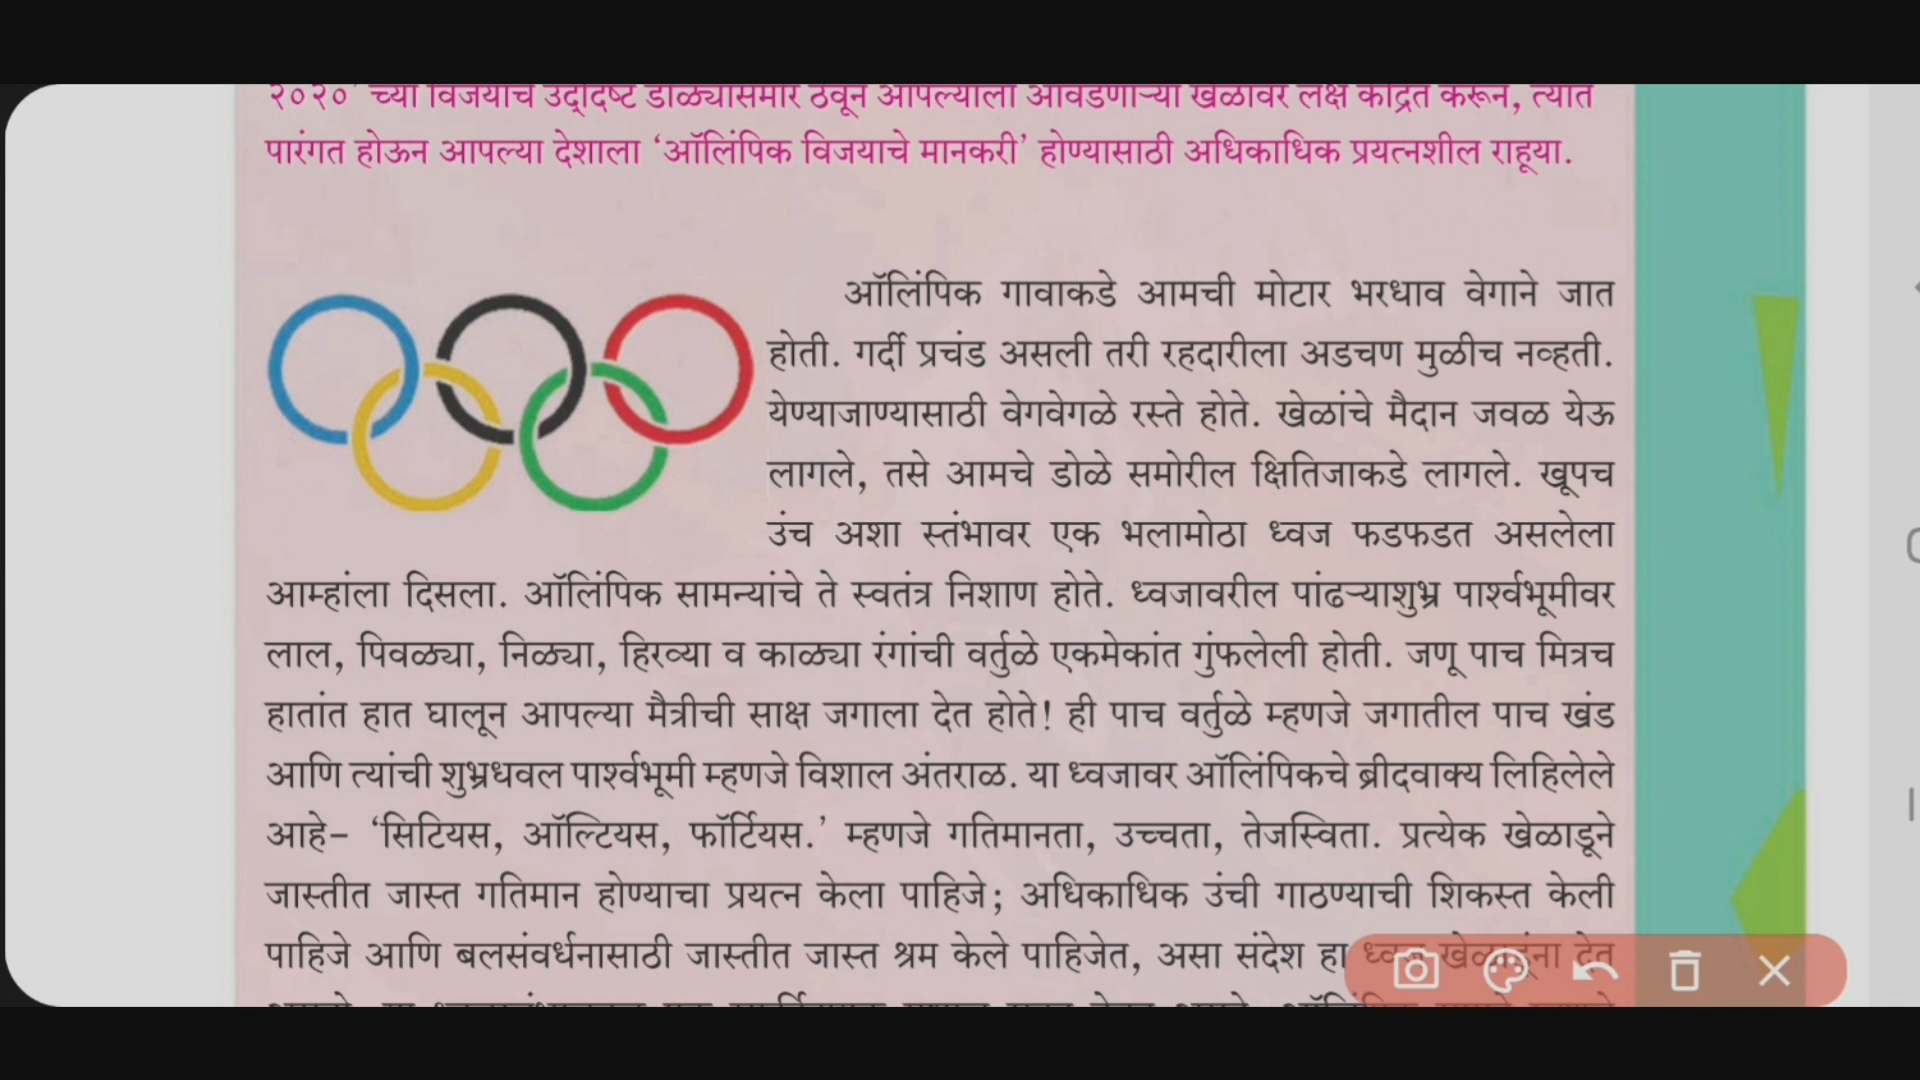 २०२०' च्या विजयाचे उद्दिष्ट डोळ्यांसमोर ठेवून आपल्याला आवडणाऱ्या खेळावर लक्ष केंद्रित करून, त्यात
पारंगत होऊन आपल्या देशाला ‘ऑलिंपिक विजयाचे मानकरी’ होण्यासाठी अधिकाधिक प्रयत्नशील राहूया.
ऑलिंपिक गावाकडे आमची मोटार भरधाव वेगाने जात
होती. गर्दी प्रचंड असली तरी रहदारीला अडचण मुळीच नव्हती.
येण्याजाण्यासाठी वेगवेगळे रस्ते होते. खेळांचे मैदान जवळ येऊ
लागले, तसे आमचे डोळे समोरील क्षितिजाकडे लागले. खूपच
उंच अशा स्तंभावर एक भलामोठा ध्वज फडफडत असलेला
आम्हांला दिसला. ऑलिंपिक सामन्यांचे ते स्वतंत्र निशाण होते. ध्वजावरील पांढऱ्याशुभ्र पार्श्वभूमीवर
लाल, पिवळ्या, निळ्या, हिरव्या व काळ्या रंगांची वर्तुळे एकमेकांत गुंफलेली होती. जणू पाच मित्रच
हातांत हात घालून आपल्या मैत्रीची साक्ष जगाला देत होते! ही पाच वर्तुळे म्हणजे जगातील पाच खंड
आणि त्यांची शुभ्रधवल पार्श्वभूमी म्हणजे विशाल अंतराळ. या ध्वजावर ऑलिंपिकचे ब्रीदवाक्य लिहिलेले
आहे– ‘सिटियस, ऑल्टियस, फॉर्टियस.’ म्हणजे गतिमानता, उच्चता, तेजस्विता. प्रत्येक खेळाडूने
जास्तीत जास्त गतिमान होण्याचा प्रयत्न केला पाहिजे; अधिकाधिक उंची गाठण्याची शिकस्त केली
पाहिजे आणि बलसंवर्धनासाठी जास्तीत जास्त श्रम केले पाहिजेत, असा संदेश हा ध्वज खेळाडूंना देत